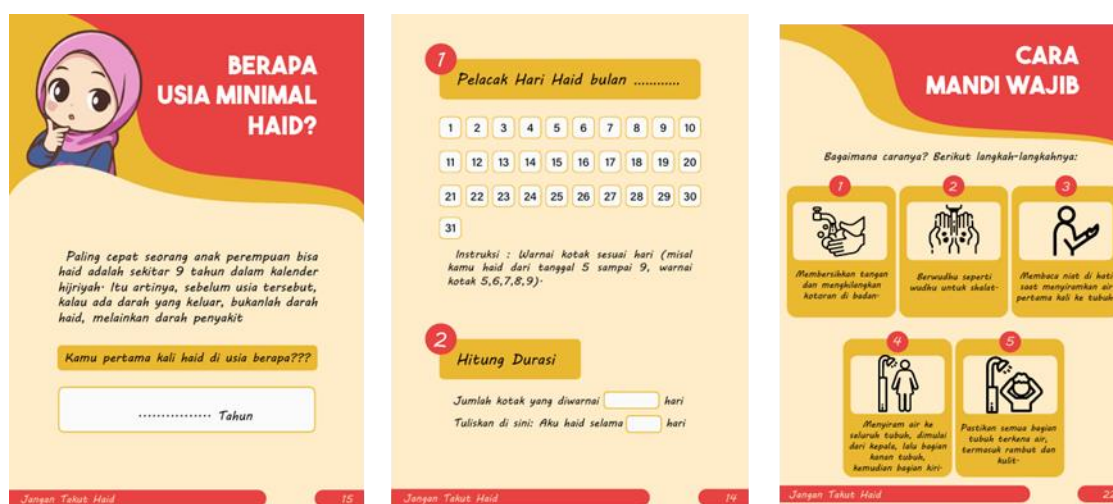 BERAPA
USIA MINIMAL
HAID?
Paling cepat seorang anak perempuan bisa
haid adalah sekitar 9 tahun dalam kalender
hijriyah. Itu artinya, sebelum usia tersebut,
kalau ada darah yang keluar, bukanlah darah
haid, melainkan darah penyakit
Kamu pertama kali haid di usia berapa???
................ Tahun
Jangan Takut Haid
15
1
Pelacak Hari Haid bulan ............
1 2 3 4 5 6 7 8 9 10
11 12 13 14 15 16 17 18 19 20
21 22 23 24 25 26 27 28 29 30
31
Instruksi : Warnai kotak sesuai hari (misal
kamu haid dari tanggal 5 sampai 9, warnai
kotak 5,6,7,8,9).
2
Hitung Durasi
Jumlah kotak yang diwarnai hari
Tuliskan di sini: Aku haid selama hari
Jangan Takut Haid
14
CARA
MANDI WAJIB
Bagaimana caranya? Berikut langkah-langkahnya:
1
Membersihkan tangan
dan menghilangkan
kotoran di badan.
2
Berwudhu seperti
wudhu untuk shalat.
3
Membaca niat di hati
saat menyiramkan air
pertama kali ke tubuh
4
Menyiram air ke
seluruh tubuh, dimulai
dari kepala, lalu bagian
kanan tubuh,
kemudian bagian kiri.
5
Pastikan semua bagian
tubuh terkena air,
termasuk rambut dan
kulit.
Jangan Takut Haid